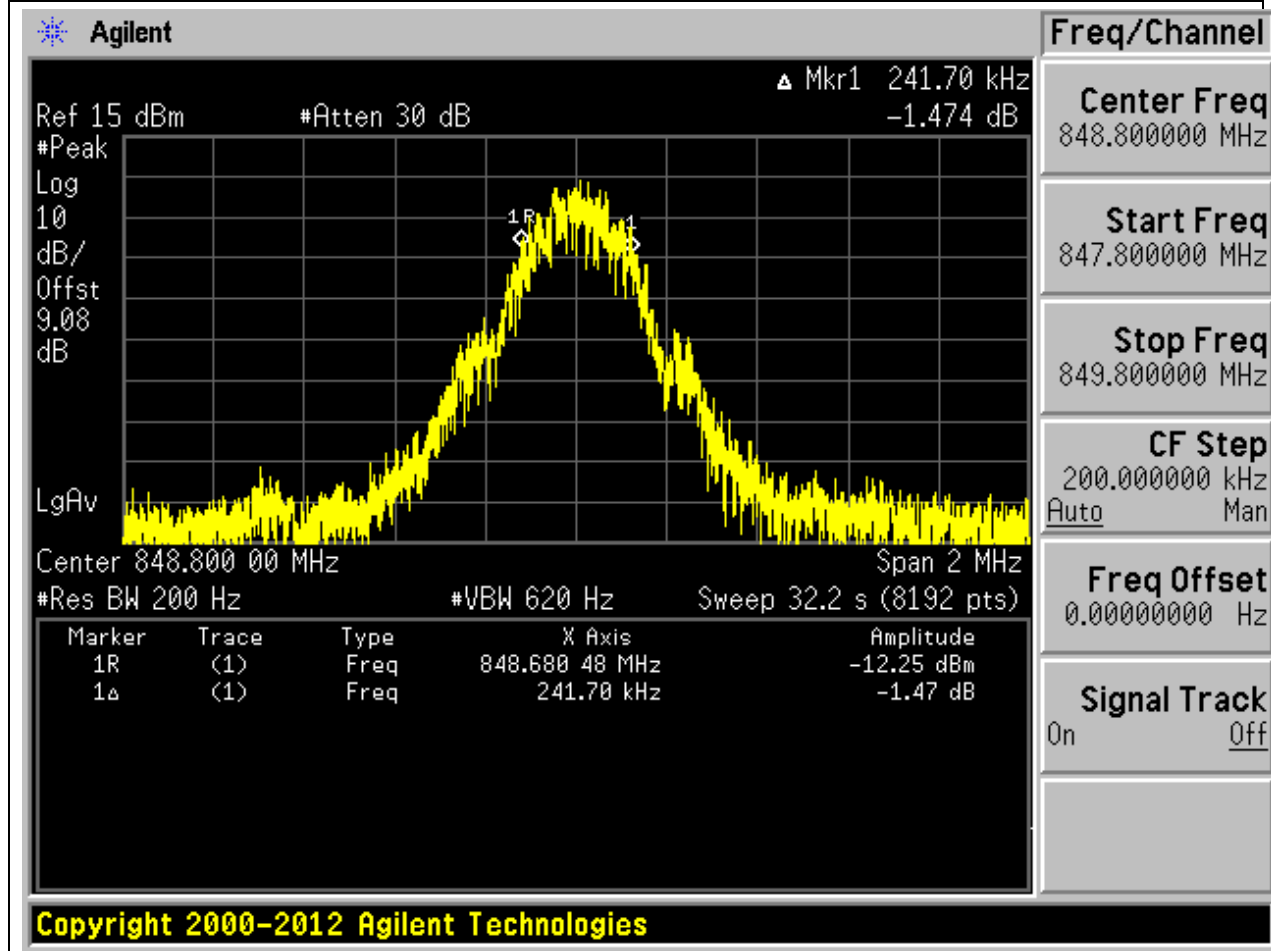 Agilent
Freq/Channel
Δ Mkr1 241.70 kHz
Ref 15 dBm #Atten 30 dB -1.474 dB
#Peak
Log
10
dB/
Offst
9.08
dB
LgAv
1R
1
Center 848.800 00 MHz Span 2 MHz
#Res BW 200 Hz #VBW 620 Hz Sweep 32.2 s (8192 pts)
Marker Trace Type X Axis Amplitude
1R (1) Freq 848.680 48 MHz -12.25 dBm
1Δ (1) Freq 241.70 kHz -1.47 dB
Center Freq
848.800000 MHz
Start Freq
847.800000 MHz
Stop Freq
849.800000 MHz
CF Step
200.000000 kHz
Auto Man
Freq Offset
0.00000000 Hz
Signal Track
On Off
Copyright 2000-2012 Agilent Technologies